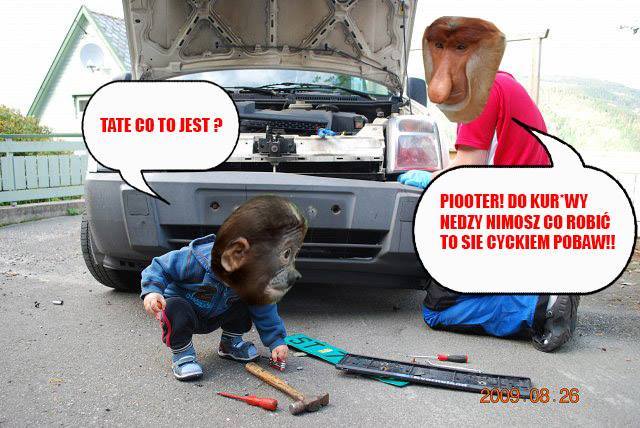 TATE CO TO JEST ?
PIOOTER! DO KUR*WY
NEDZY NIMOSZ CO ROBIĆ
TO SIE CYCKIEM POBAW!!
2009.08.26